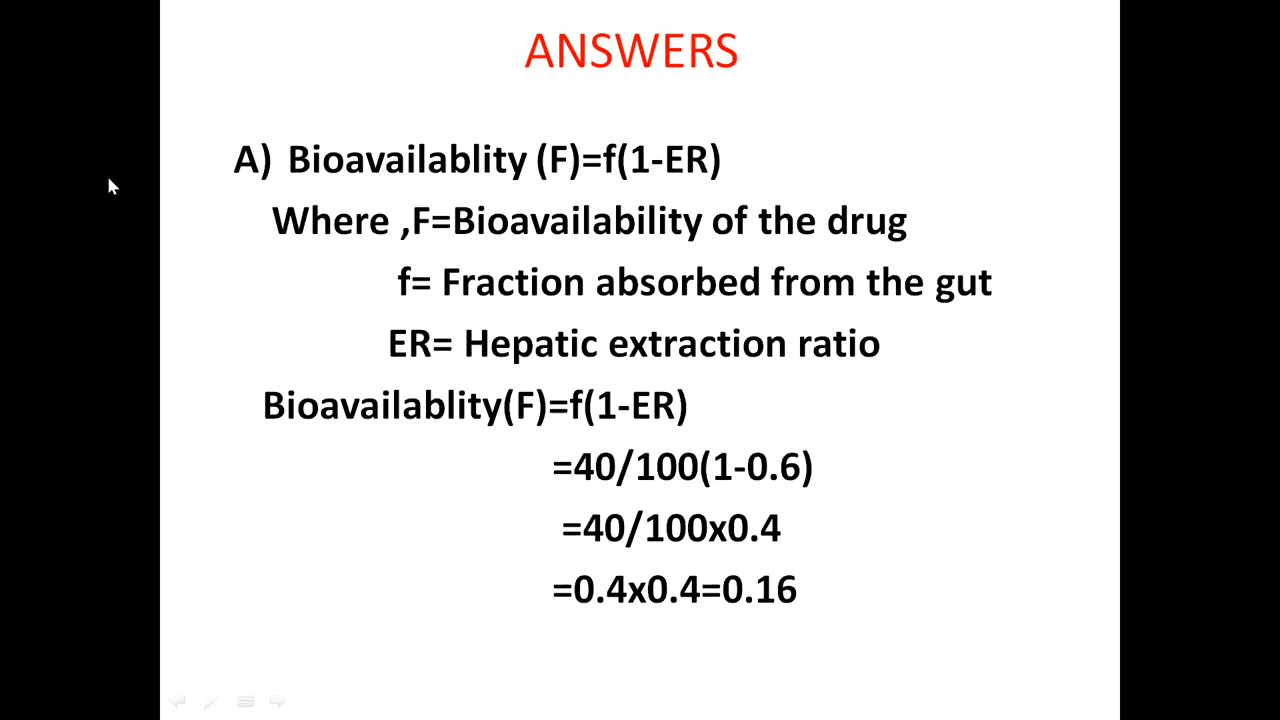 ANSWERS
A) Bioavailablity (F)=f(1-ER)
Where ,F=Bioavailability of the drug
f= Fraction absorbed from the gut
ER= Hepatic extraction ratio
Bioavailablity(F)=f(1-ER)
=40/100(1-0.6)
=40/100x0.4
=0.4x0.4=0.16